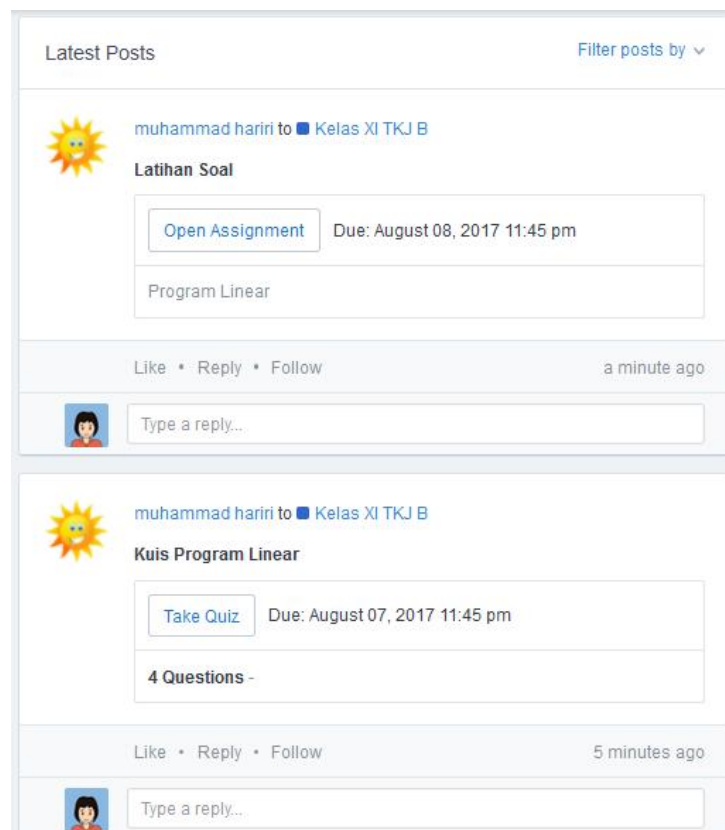 Latest Posts
Filter posts by
muhammad hariri to Kelas XI TKJ B
Latihan Soal
Open Assignment Due: August 08, 2017 11:45 pm
Program Linear
Like • Reply • Follow a minute ago
Type a reply...
muhammad hariri to Kelas XI TKJ B
Kuis Program Linear
Take Quiz Due: August 07, 2017 11:45 pm
4 Questions -
Like • Reply • Follow 5 minutes ago
Type a reply...